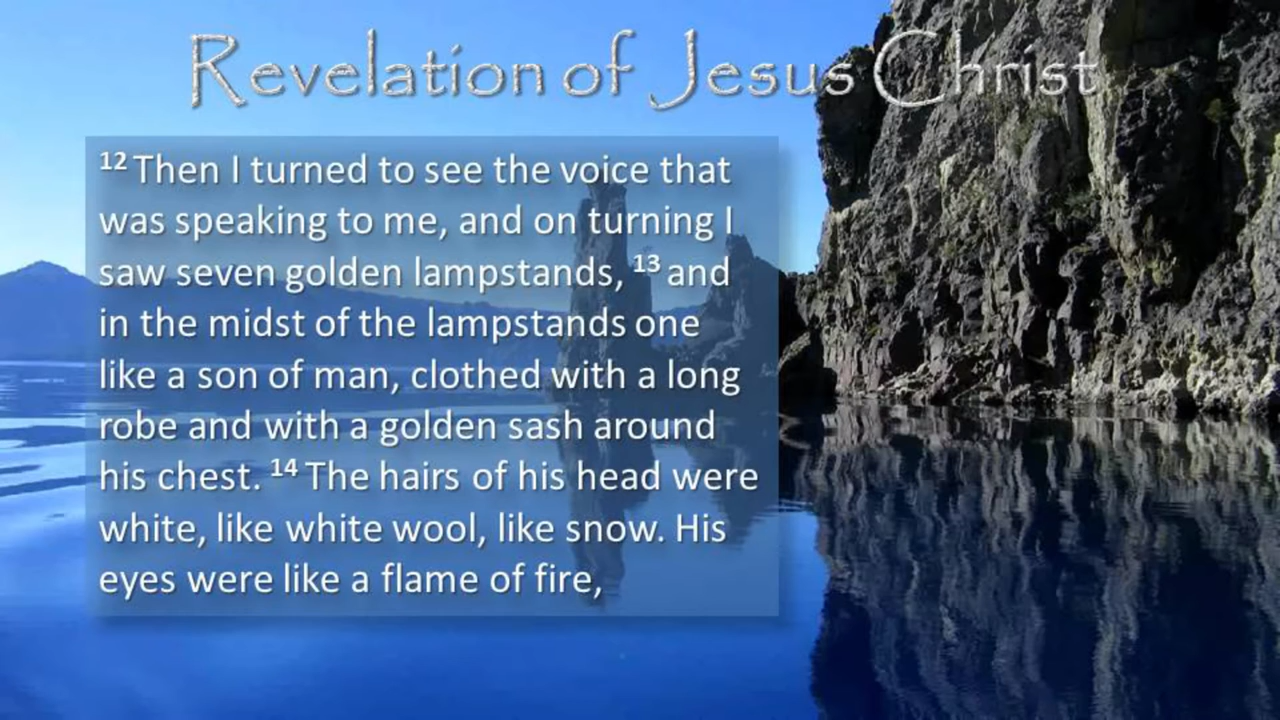 Revelation of Jesus Christ
12 Then I turned to see the voice that
was speaking to me, and on turning I
saw seven golden lampstands, 13 and
in the midst of the lampstands one
like a son of man, clothed with a long
robe and with a golden sash around
his chest. 14 The hairs of his head were
white, like white wool, like snow. His
eyes were like a flame of fire,